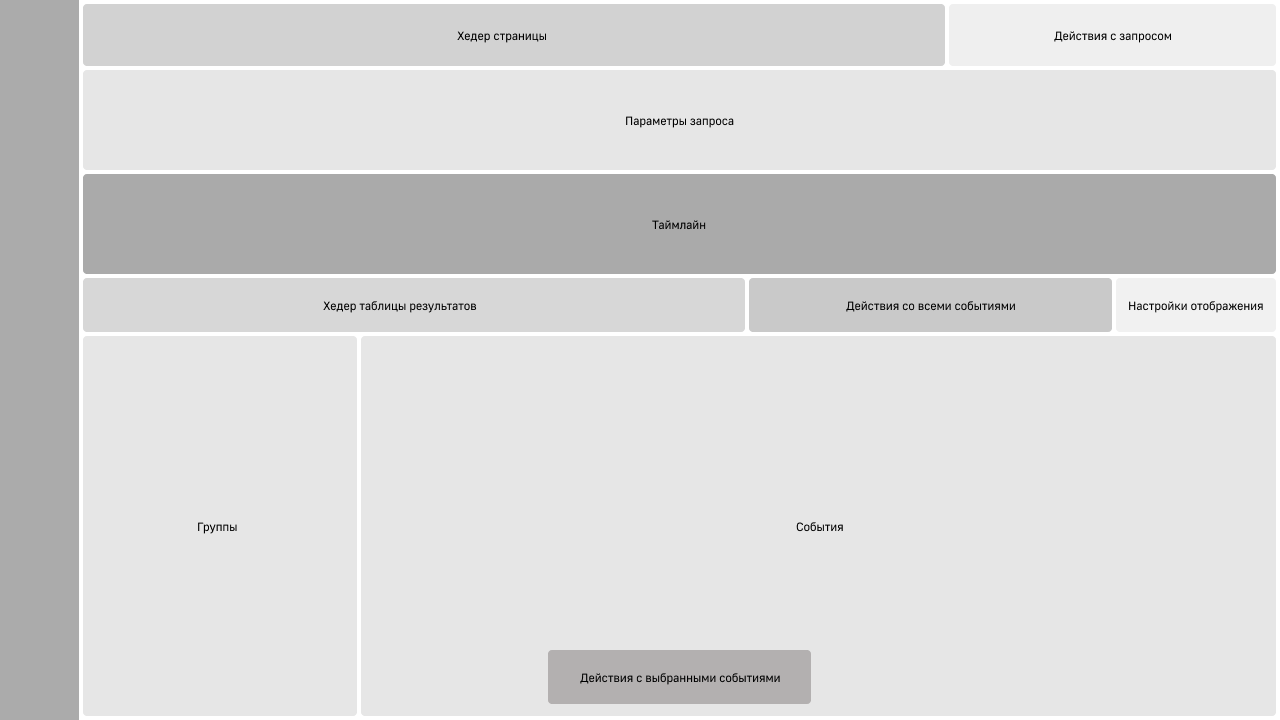 Хедер страницы
Действия с запросом
Параметры запроса
Таймлайн
Хедер таблицы результатов
Действия со всеми событиями
Настройки отображения
Группы
События
Действия с выбранными событиями